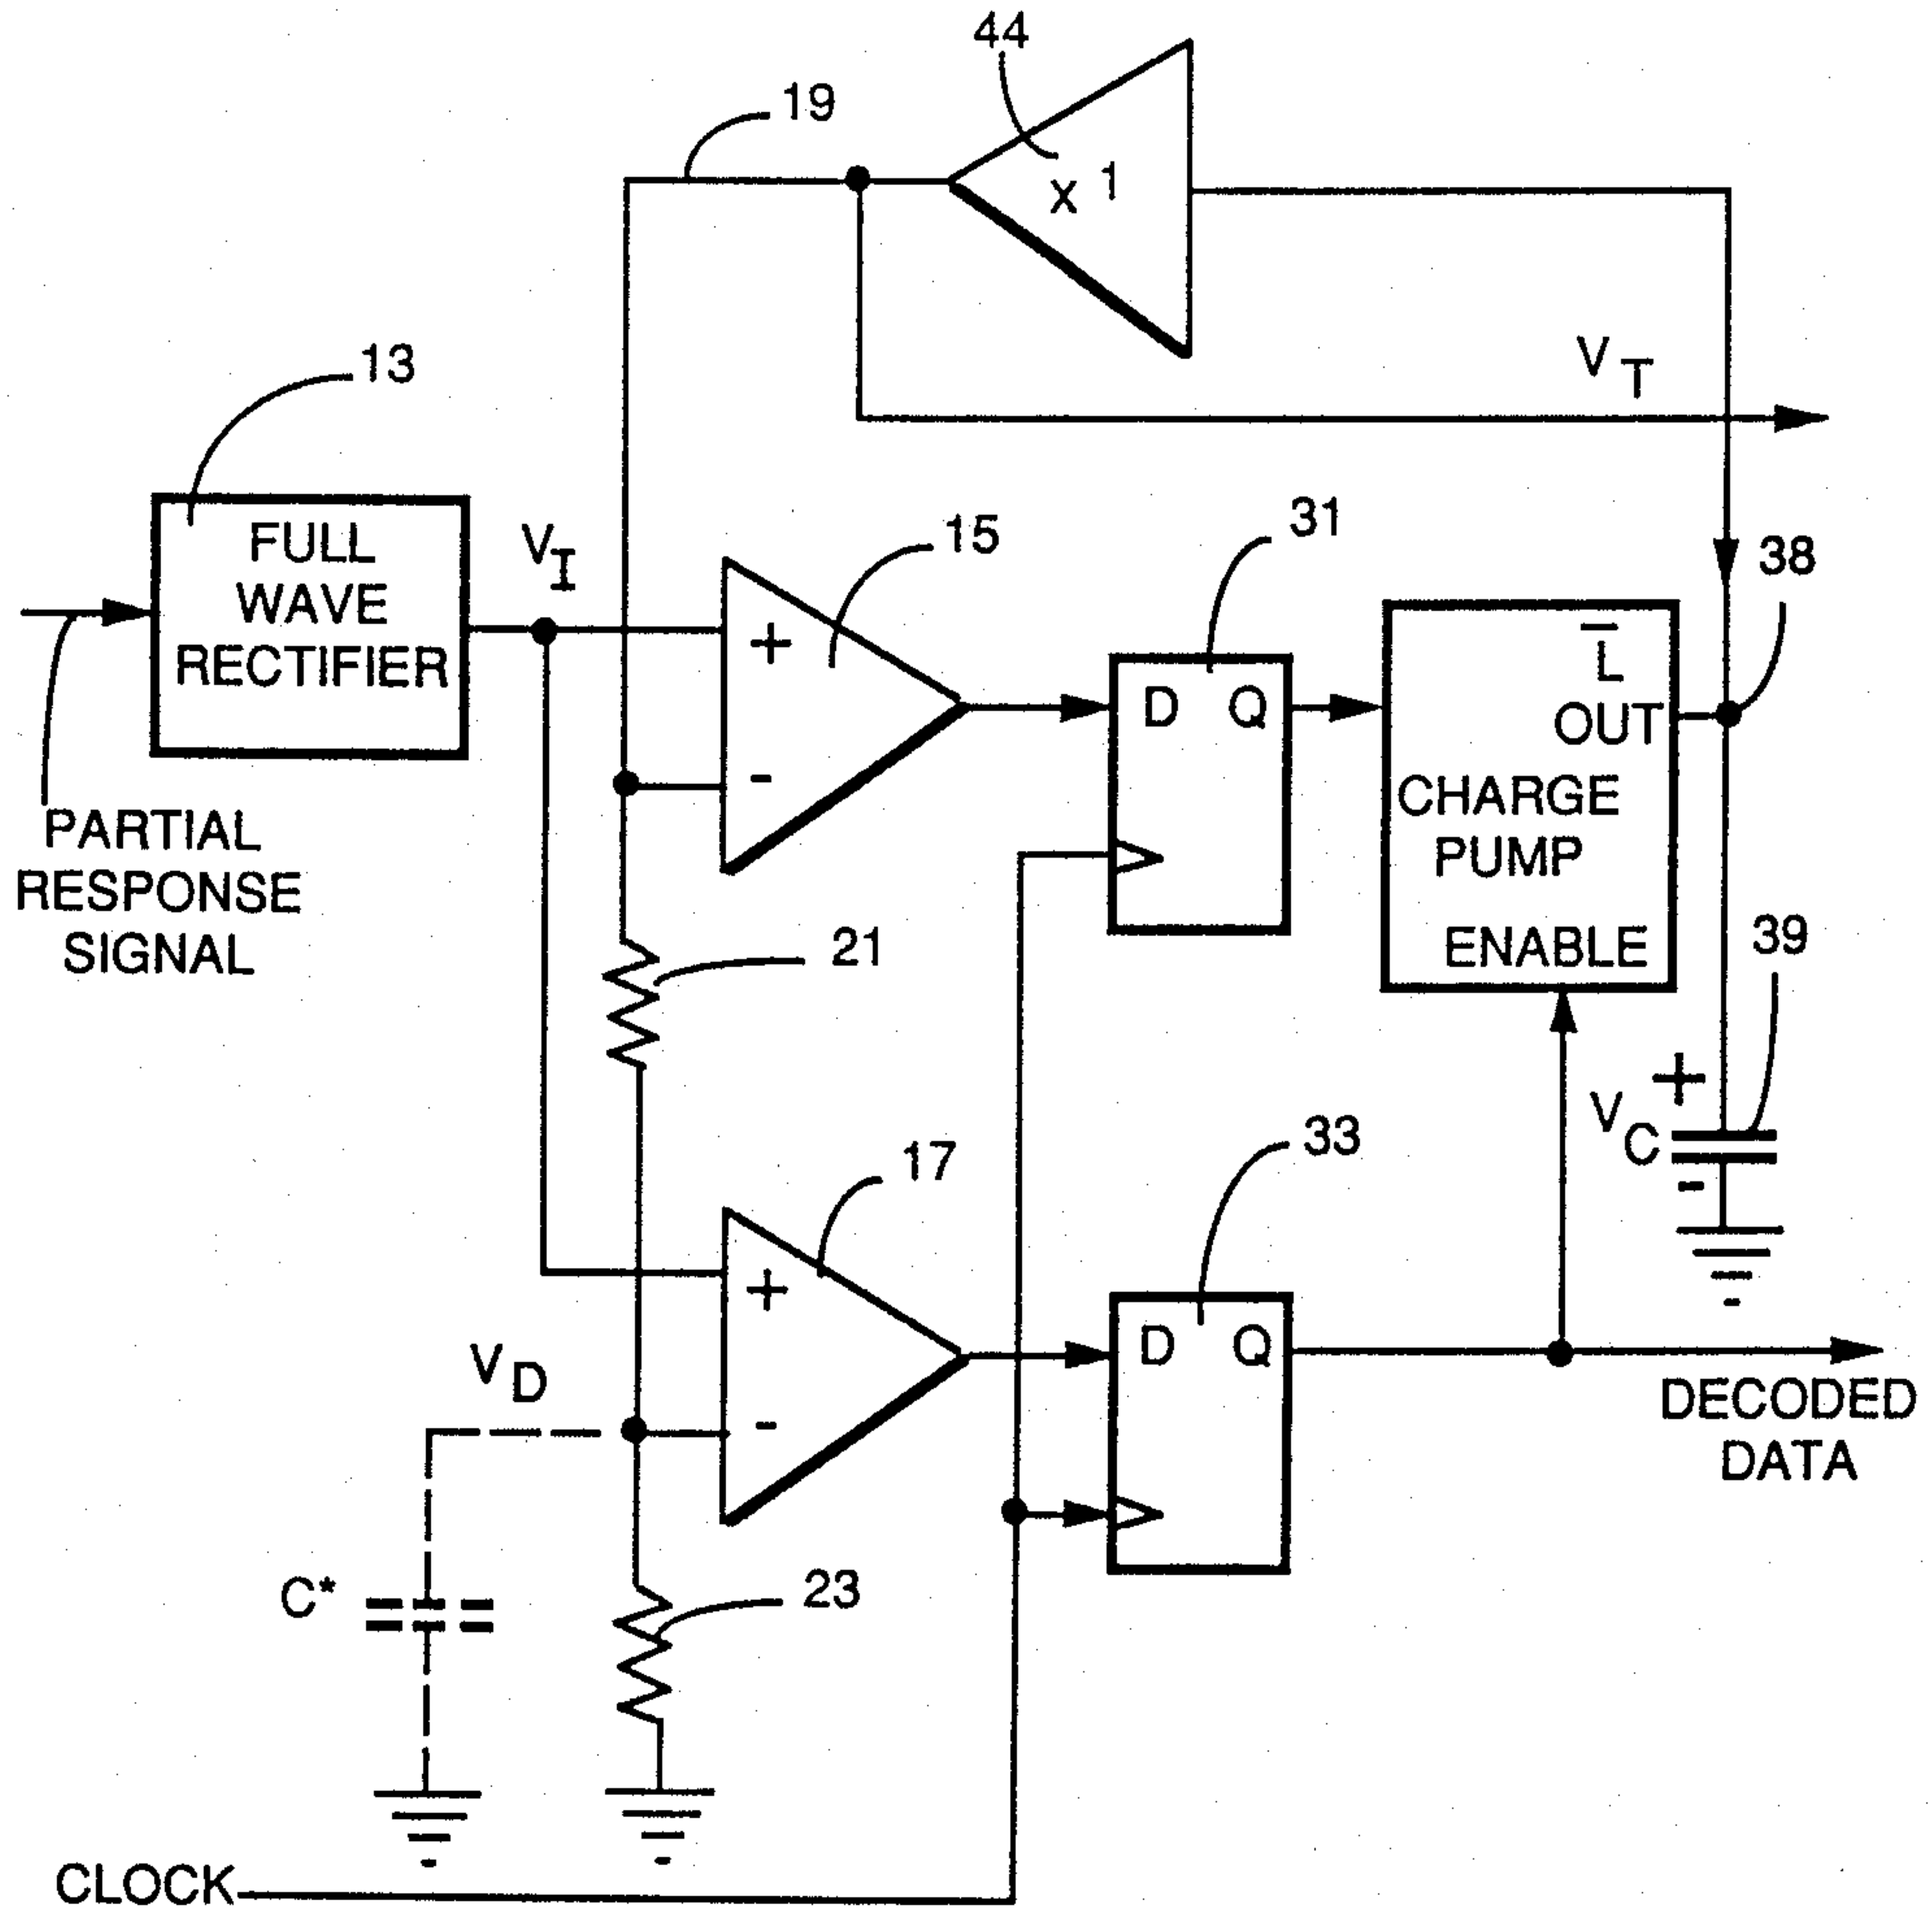 44
19
x 1
V T
13
FULL
WAVE
RECTIFIER
V I
15
31
38
+
-
D Q
L̅
OUT
CHARGE
PUMP
ENABLE
PARTIAL
RESPONSE
SIGNAL
21
39
+
V C
-
17
33
+
-
D Q
V D
DECODED
DATA
C*
23
CLOCK